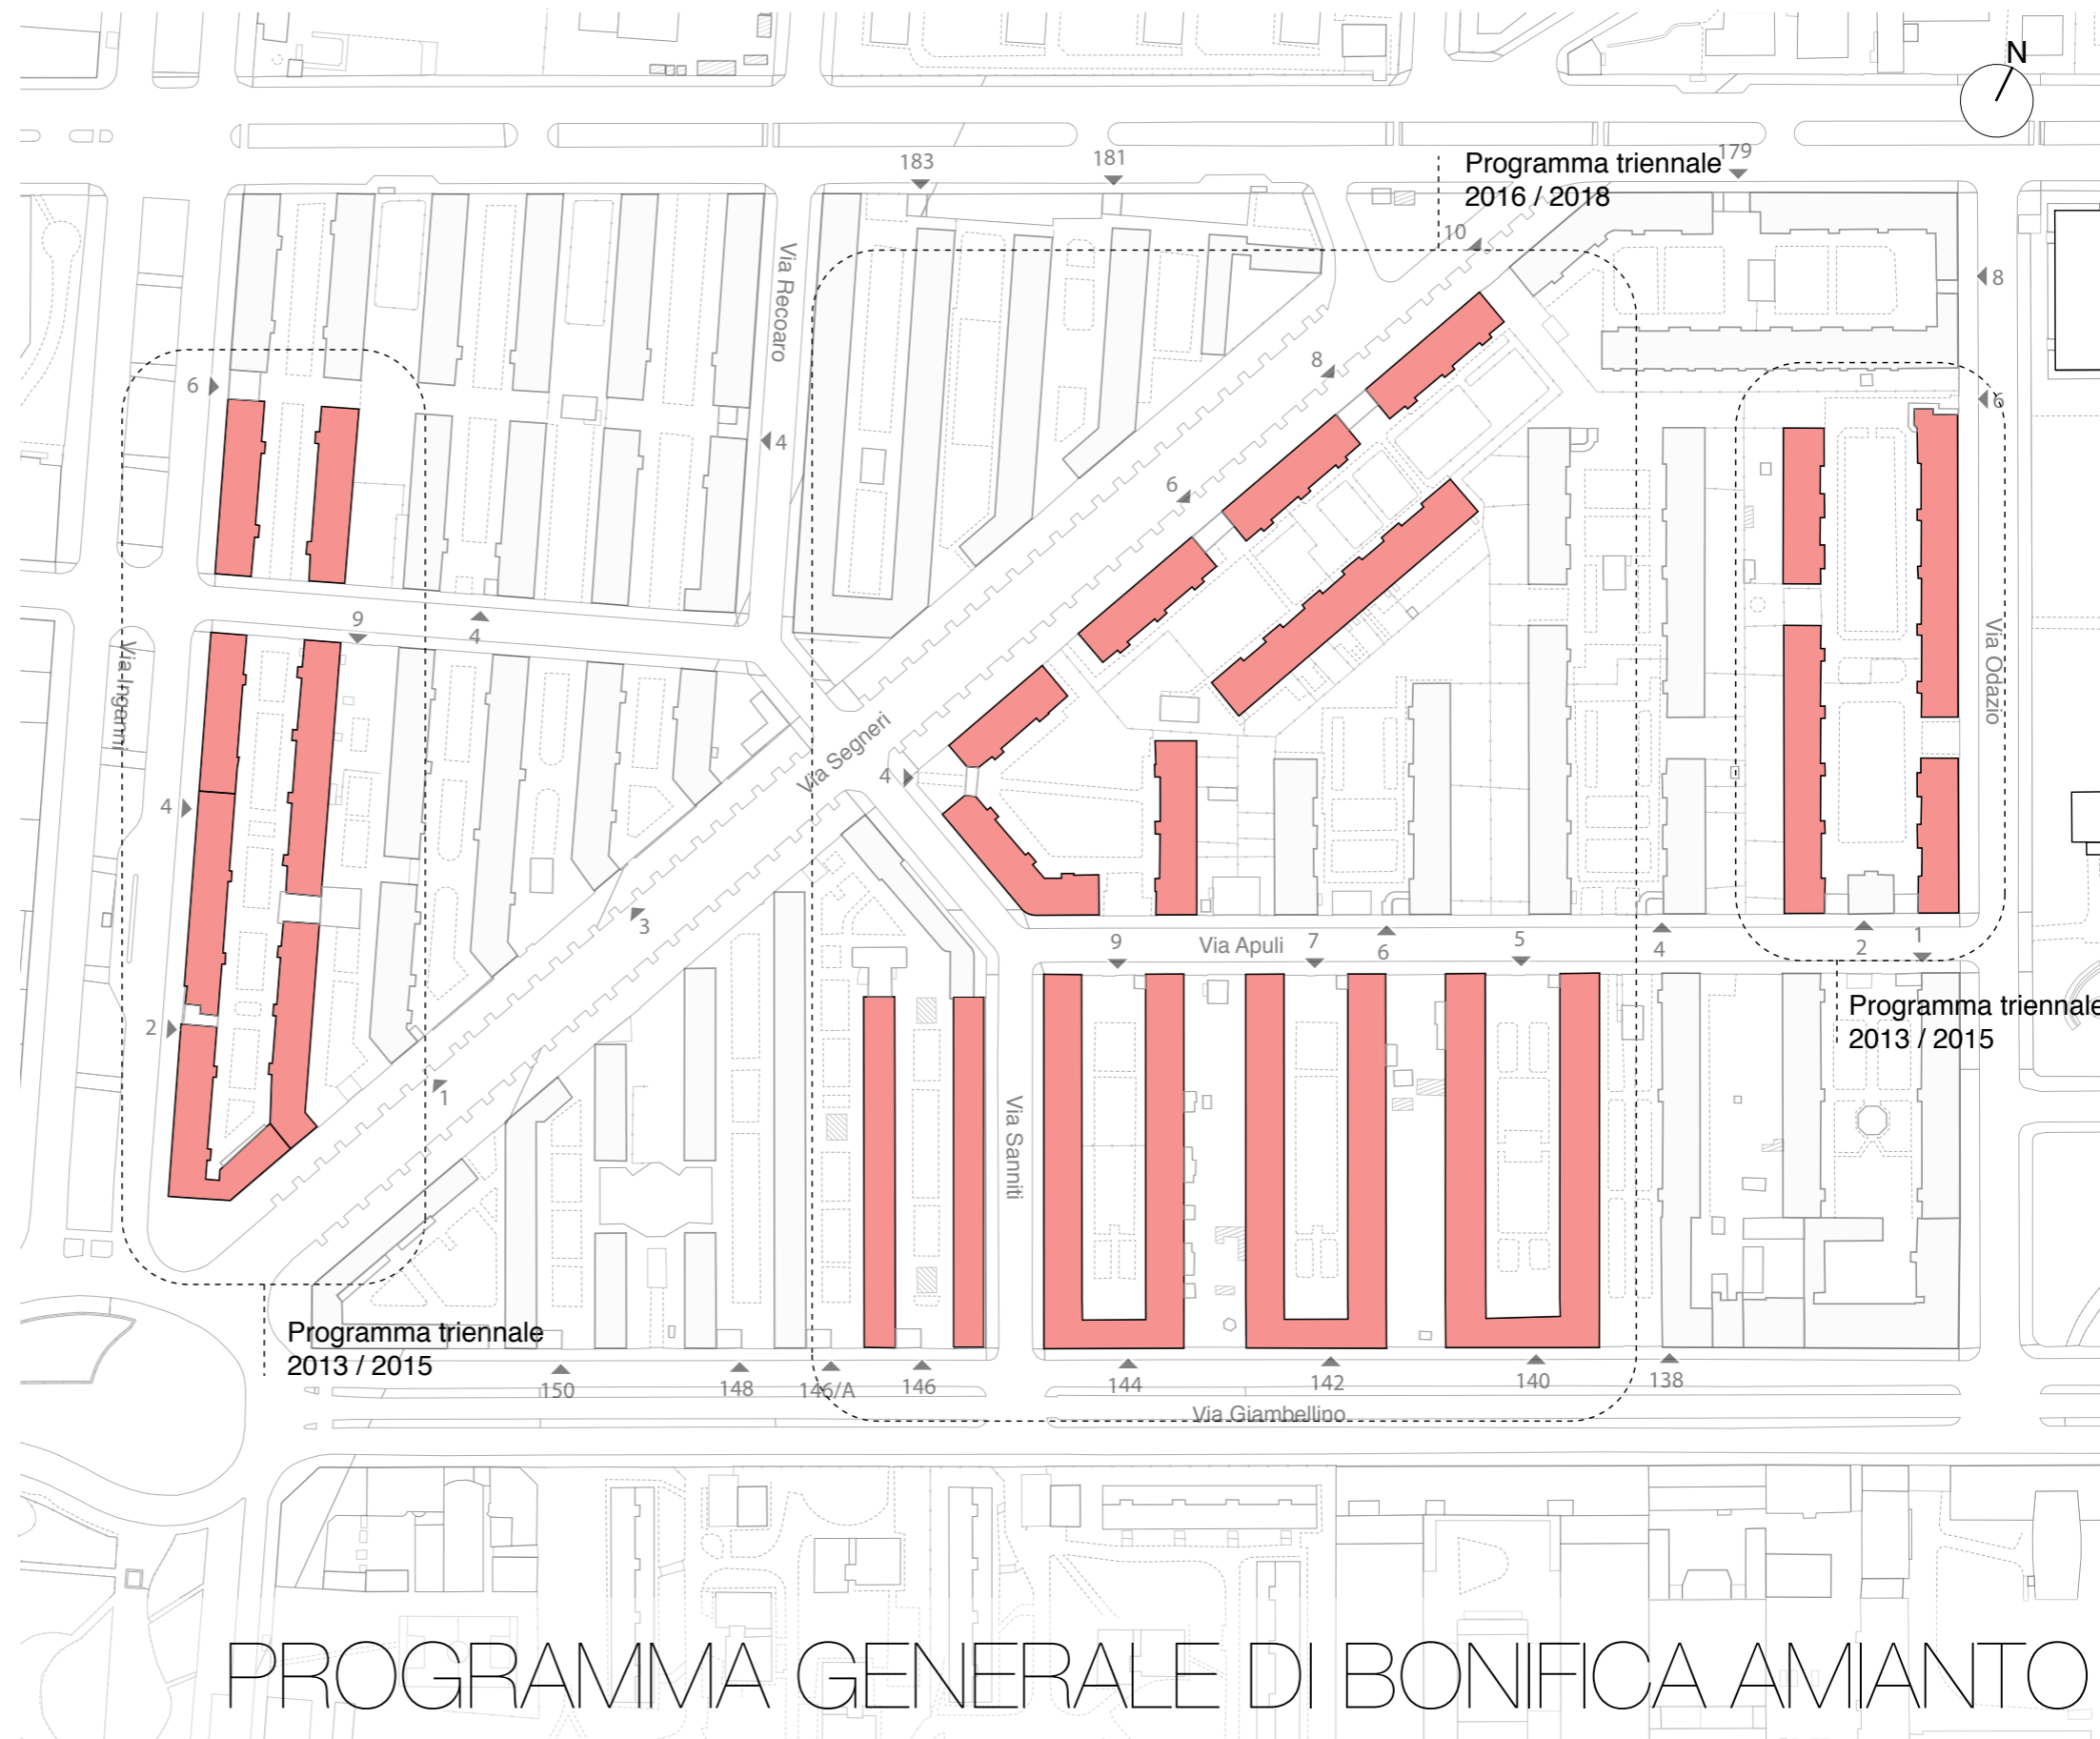 N
183
181
179
Programma triennale
2016 / 2018
10
8
Via Recoaro
8
6
6
4
6
9
4
Via Inganni
Via Odazio
Via Segneri
4
4
3
9
Via Apuli
7
6
5
4
2
1
Programma triennale
2013 / 2015
2
1
Via Sanniti
Programma triennale
2013 / 2015
150
148
146/A
146
144
142
140
138
Via Giambellino
PROGRAMMA GENERALE DI BONIFICA AMIANTO